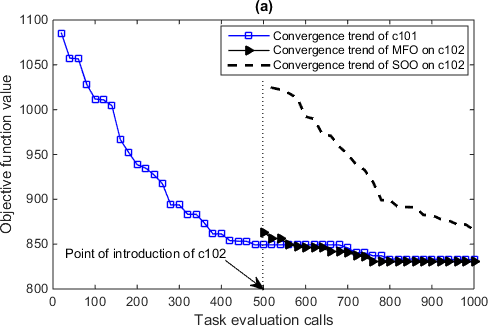 (a)
Convergence trend of c101
Convergence trend of MFO on c102
Convergence trend of SOO on c102
Objective function value
1100
1050
1000
950
900
850
800
Point of introduction of c102
0 100 200 300 400 500 600 700 800 900 1000
Task evaluation calls